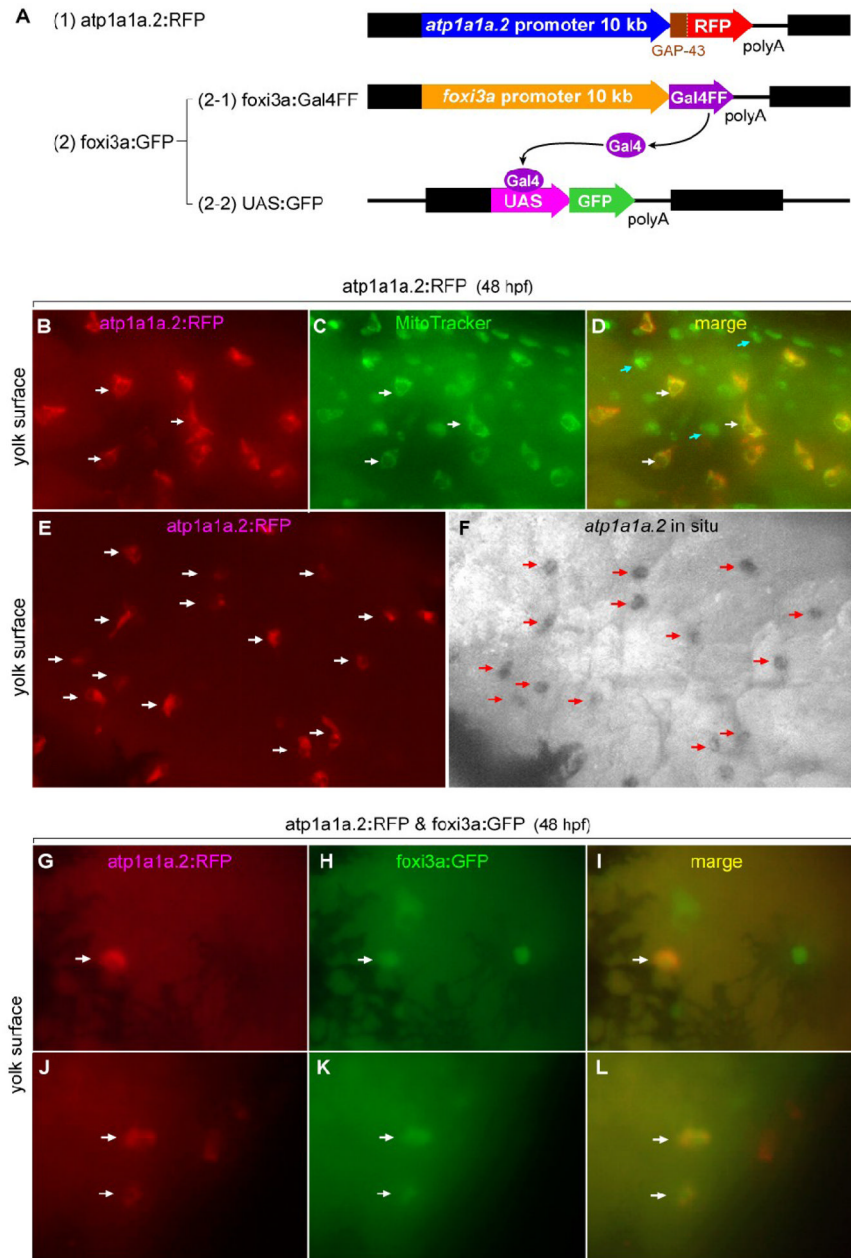 A
(1) atp1a1a.2:RFP
atp1a1a.2 promoter 10 kb
RFP
GAP-43
polyA
(2) foxi3a:GFP
(2-1) foxi3a:Gal4FF
foxi3a promoter 10 kb
Gal4FF
polyA
Gal4
Gal4
(2-2) UAS:GFP
UAS
GFP
polyA
atp1a1a.2:RFP (48 hpf)
yolk surface
B atp1a1a.2:RFP
C MitoTracker
D marge
yolk surface
E atp1a1a.2:RFP
F atp1a1a.2 in situ
atp1a1a.2:RFP & foxi3a:GFP (48 hpf)
yolk surface
G atp1a1a.2:RFP
H foxi3a:GFP
I marge
J
K
L